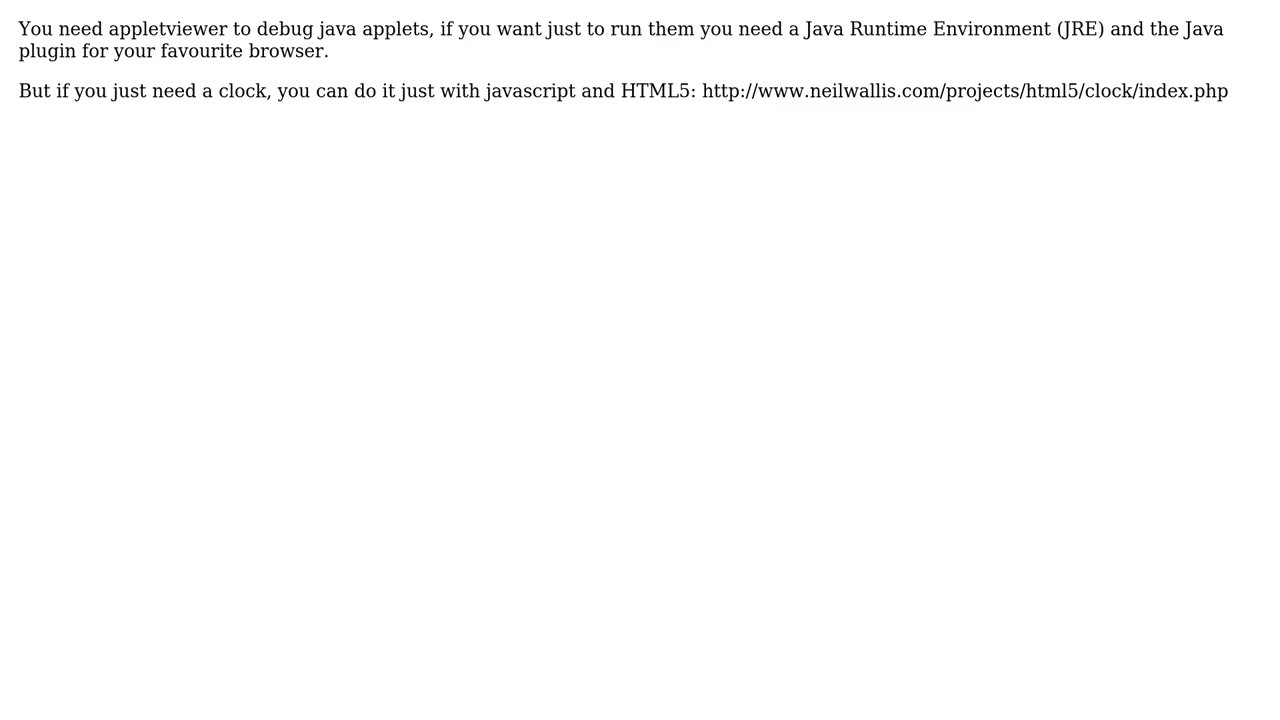 You need appletviewer to debug java applets, if you want just to run them you need a Java Runtime Environment (JRE) and the Java
plugin for your favourite browser.
But if you just need a clock, you can do it just with javascript and HTML5: http://www.neilwallis.com/projects/html5/clock/index.php